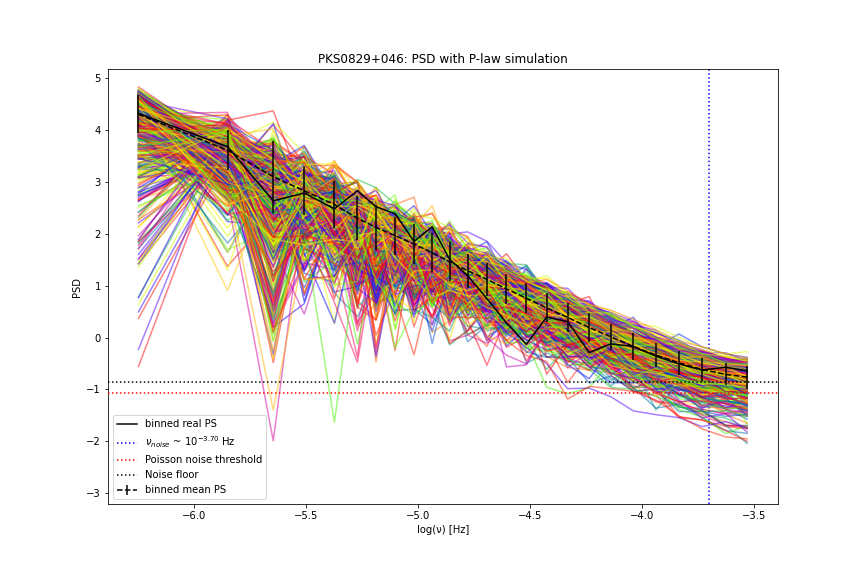 PKS0829+046: PSD with P-law simulation
PSD
5
4
3
2
1
0
−1
−2
−3
binned real PS
ν_noise ~ 10^−3.70 Hz
Poisson noise threshold
Noise floor
binned mean PS
−6.0 −5.5 −5.0 −4.5 −4.0 −3.5
log(ν) [Hz]